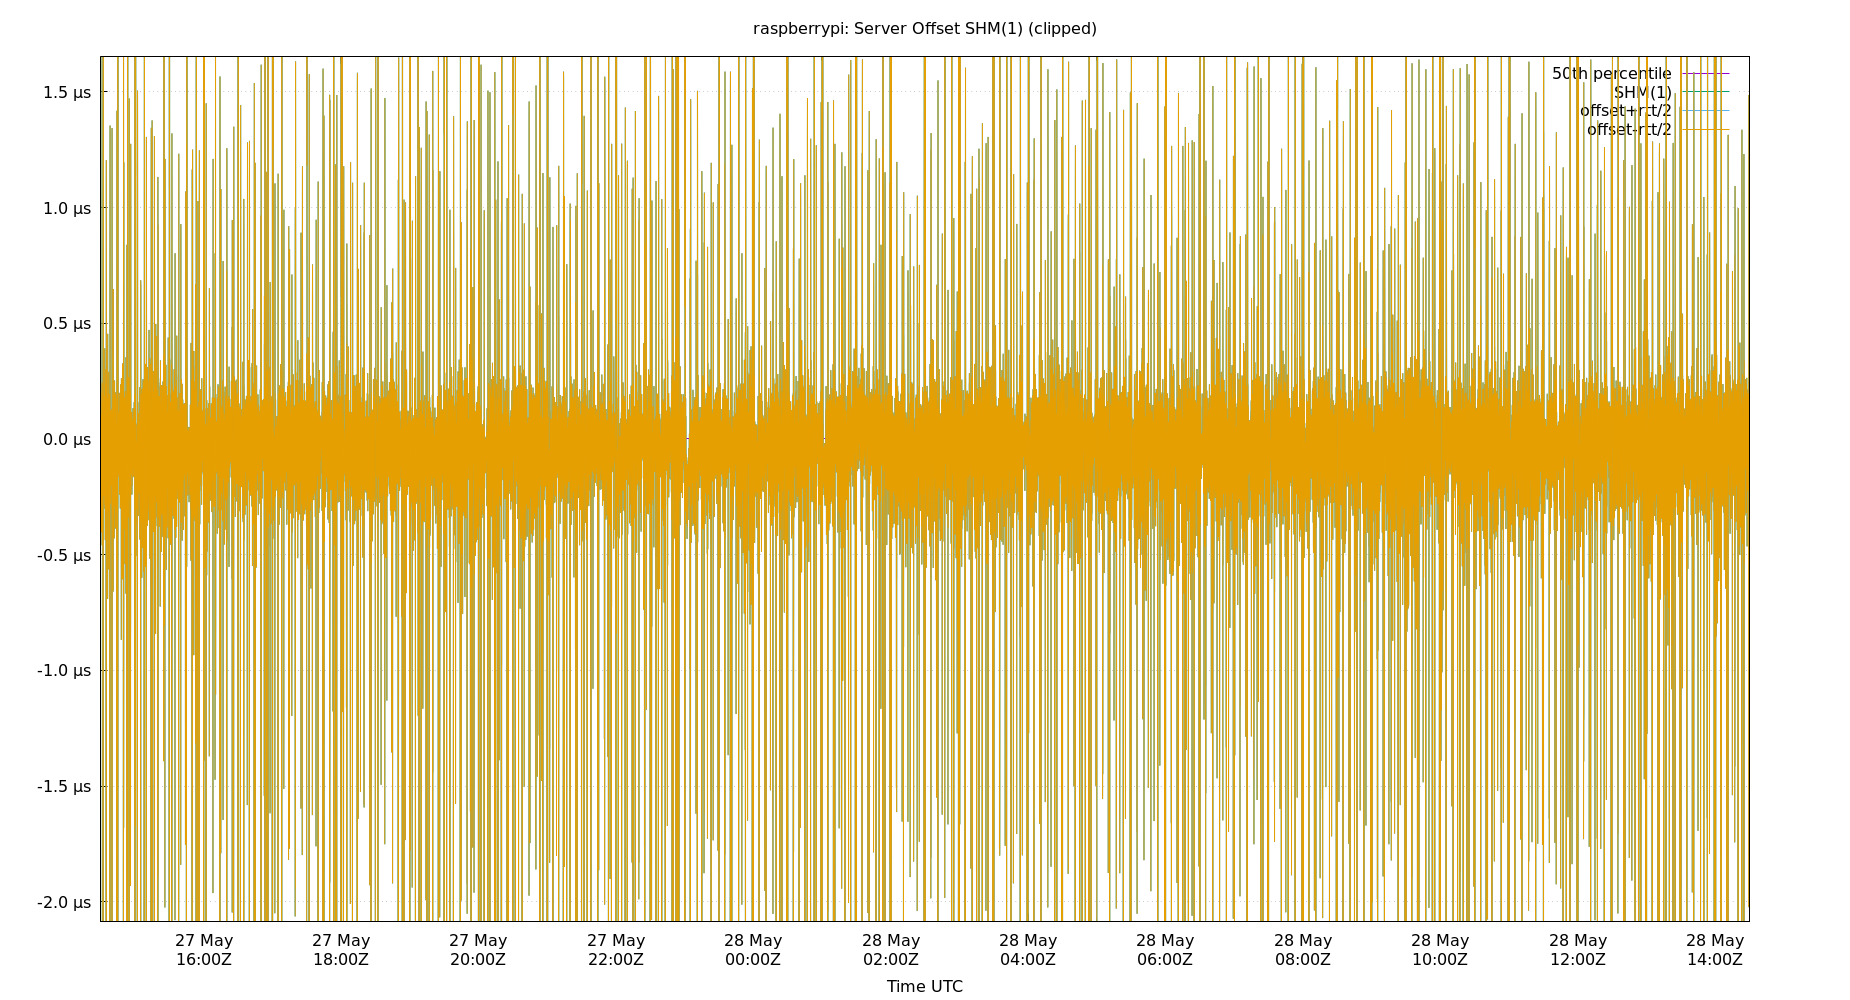 raspberrypi: Server Offset SHM(1) (clipped)
50th percentile
SHM(1)
offset+rtt/2
offset-rtt/2
1.5 µs
1.0 µs
0.5 µs
0.0 µs
-0.5 µs
-1.0 µs
-1.5 µs
-2.0 µs
27 May 27 May 27 May 27 May 28 May 28 May 28 May 28 May 28 May 28 May 28 May 28 May
16:00Z 18:00Z 20:00Z 22:00Z 00:00Z 02:00Z 04:00Z 06:00Z 08:00Z 10:00Z 12:00Z 14:00Z
Time UTC